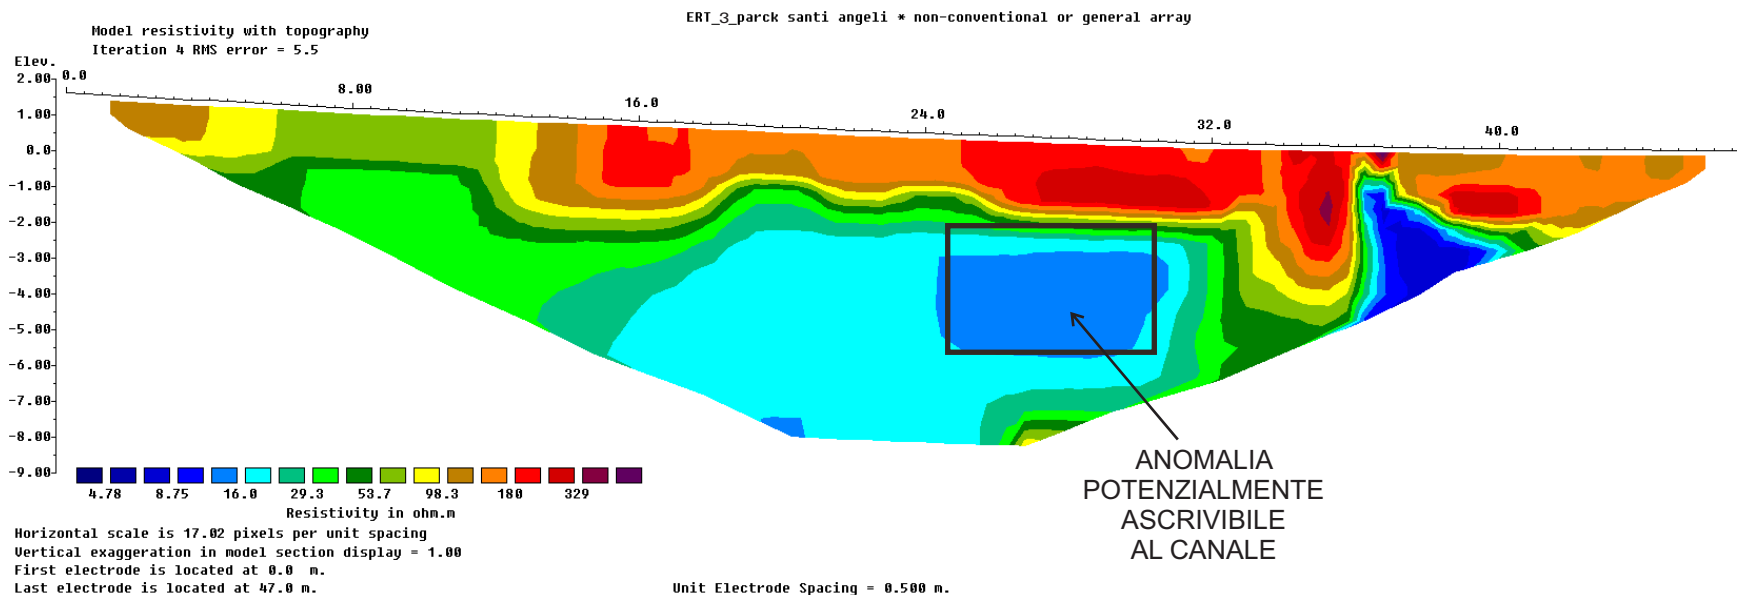 ERT_3_parck santi angeli * non-conventional or general array
Model resistivity with topography
Iteration 4 RMS error = 5.5
Elev.
2.00
1.00
0.0
-1.00
-2.00
-3.00
-4.00
-5.00
-6.00
-7.00
-8.00
-9.00
0.0
8.00
16.0
24.0
32.0
40.0
ANOMALIA
POTENZIALMENTE
ASCRIVIBILE
AL CANALE
4.78 8.75 16.0 29.3 53.7 98.3 180 329
Resistivity in ohm.m
Horizontal scale is 17.02 pixels per unit spacing
Vertical exaggeration in model section display = 1.00
First electrode is located at 0.0 m.
Last electrode is located at 47.0 m.
Unit Electrode Spacing = 0.500 m.